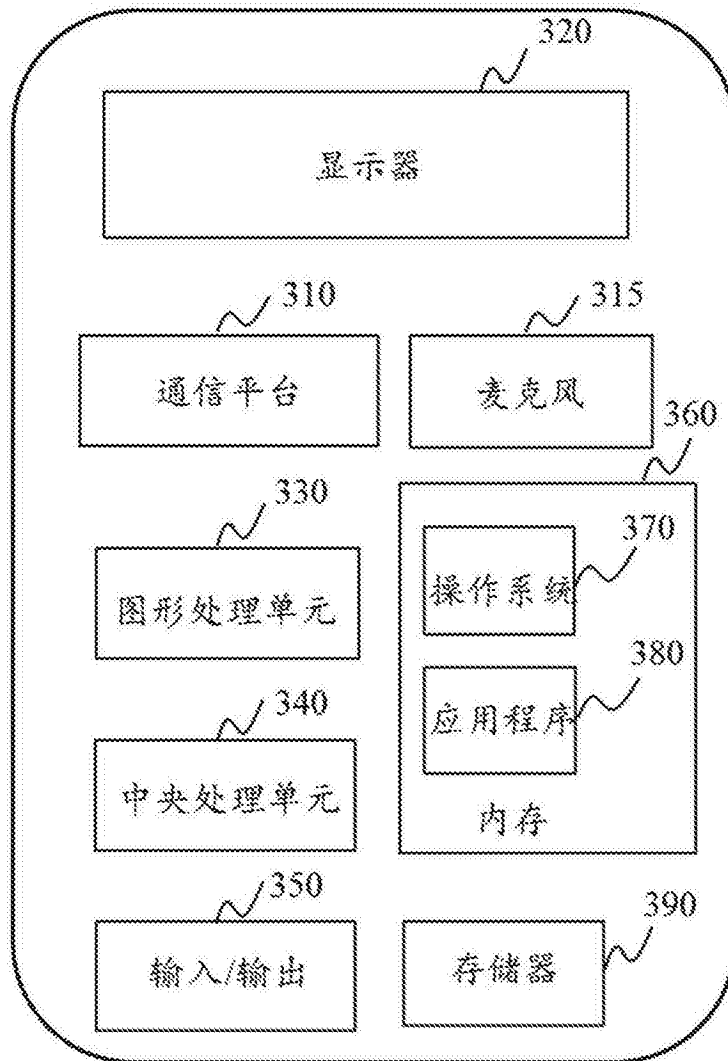 320
显示器
310
通信平台
315
麦克风
360
330
图形处理单元
370
操作系统
380
应用程序
340
中央处理单元
内存
350
输入/输出
390
存储器